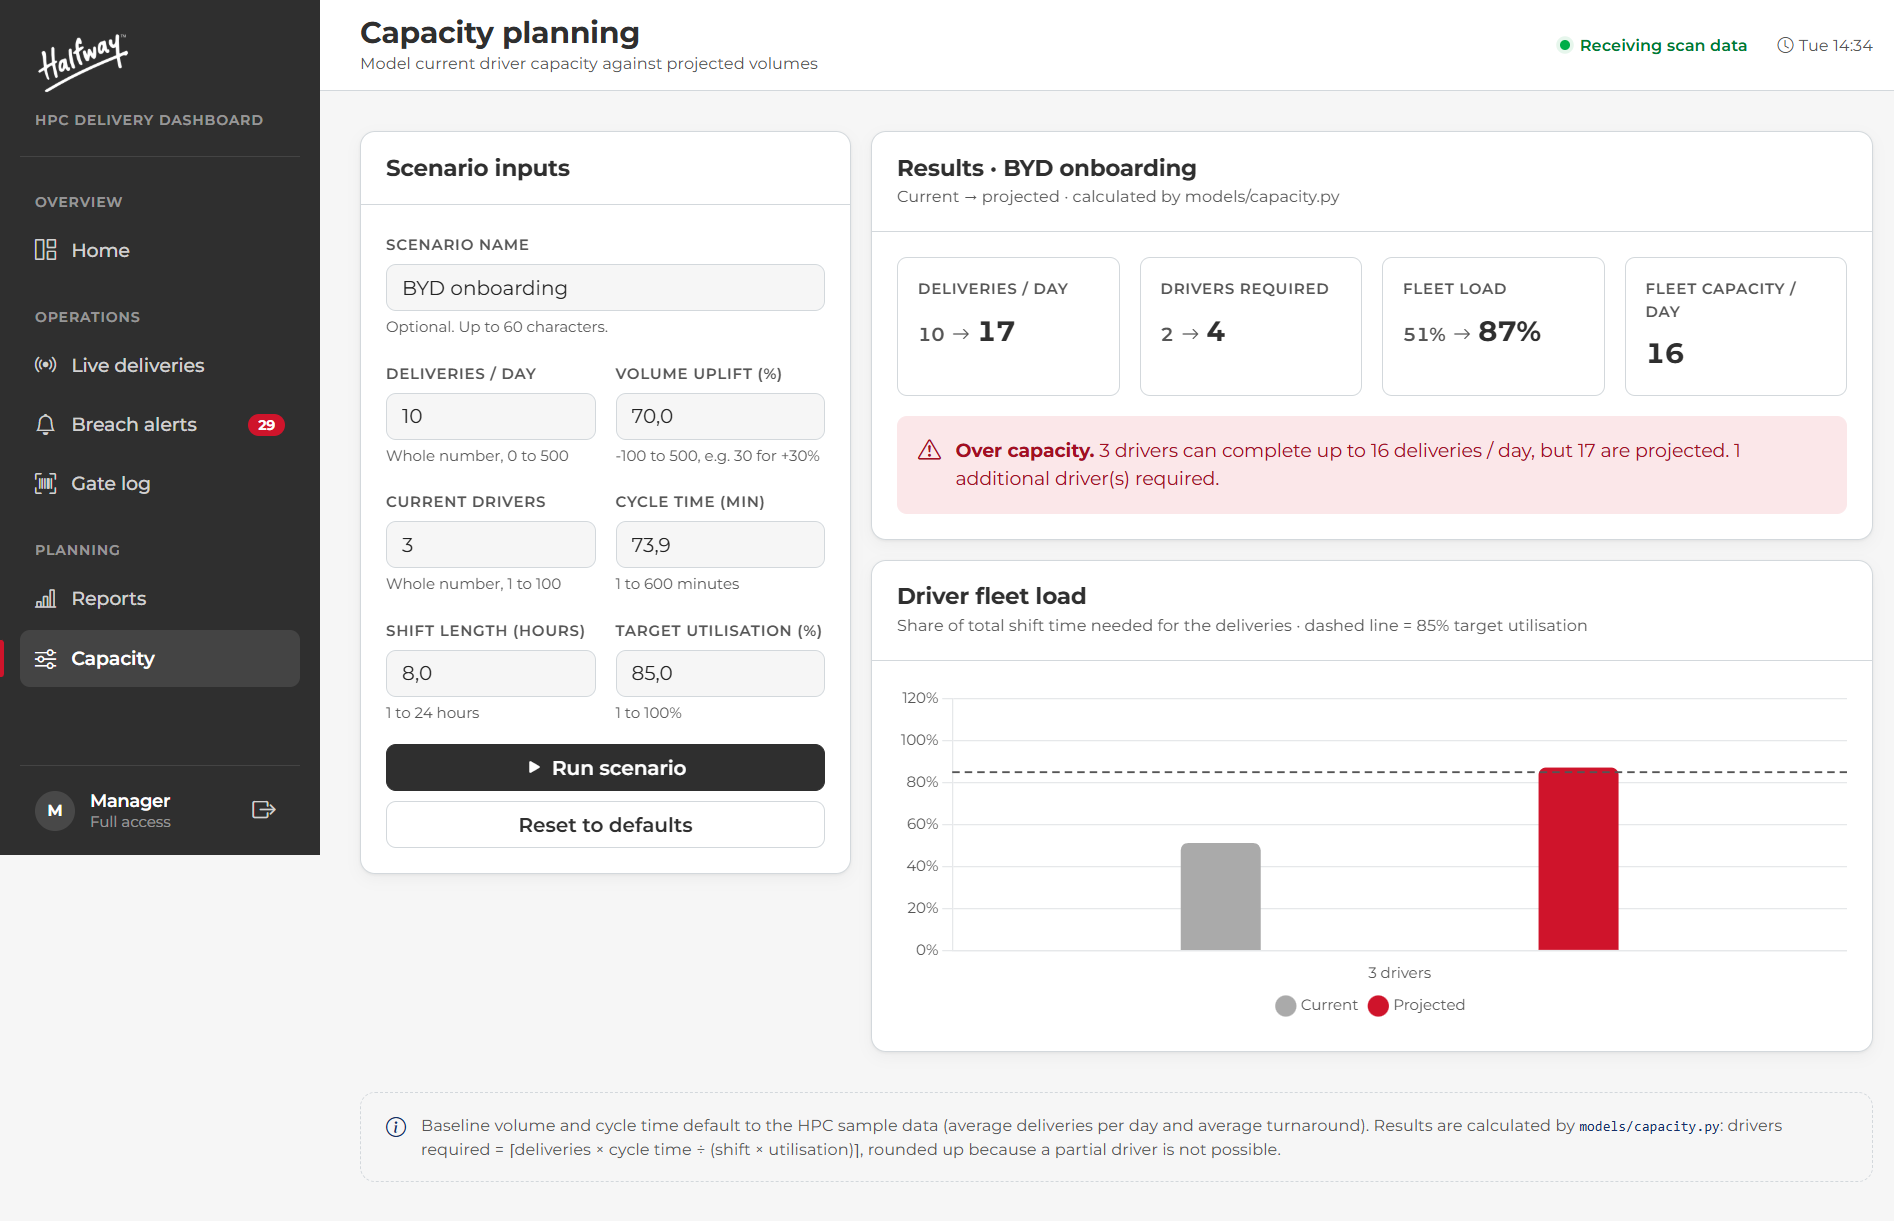 Halfway
HPC DELIVERY DASHBOARD
OVERVIEW
Home
OPERATIONS
Live deliveries
Breach alerts 29
Gate log
PLANNING
Reports
Capacity
M
Manager
Full access
Capacity planning
Model current driver capacity against projected volumes
Receiving scan data
Tue 14:34
Scenario inputs
SCENARIO NAME
BYD onboarding
Optional. Up to 60 characters.
DELIVERIES / DAY
10
Whole number, 0 to 500
VOLUME UPLIFT (%)
70,0
-100 to 500, e.g. 30 for +30%
CURRENT DRIVERS
3
Whole number, 1 to 100
CYCLE TIME (MIN)
73,9
1 to 600 minutes
SHIFT LENGTH (HOURS)
8,0
1 to 24 hours
TARGET UTILISATION (%)
85,0
1 to 100%
Run scenario
Reset to defaults
Results · BYD onboarding
Current → projected · calculated by models/capacity.py
DELIVERIES / DAY
10 → 17
DRIVERS REQUIRED
2 → 4
FLEET LOAD
51% → 87%
FLEET CAPACITY /
DAY
16
Over capacity. 3 drivers can complete up to 16 deliveries / day, but 17 are projected. 1
additional driver(s) required.
Driver fleet load
Share of total shift time needed for the deliveries · dashed line = 85% target utilisation
120%
100%
80%
60%
40%
20%
0%
3 drivers
Current
Projected
Baseline volume and cycle time default to the HPC sample data (average deliveries per day and average turnaround). Results are calculated by models/capacity.py: drivers
required = ⌈deliveries × cycle time ÷ (shift × utilisation)⌉, rounded up because a partial driver is not possible.